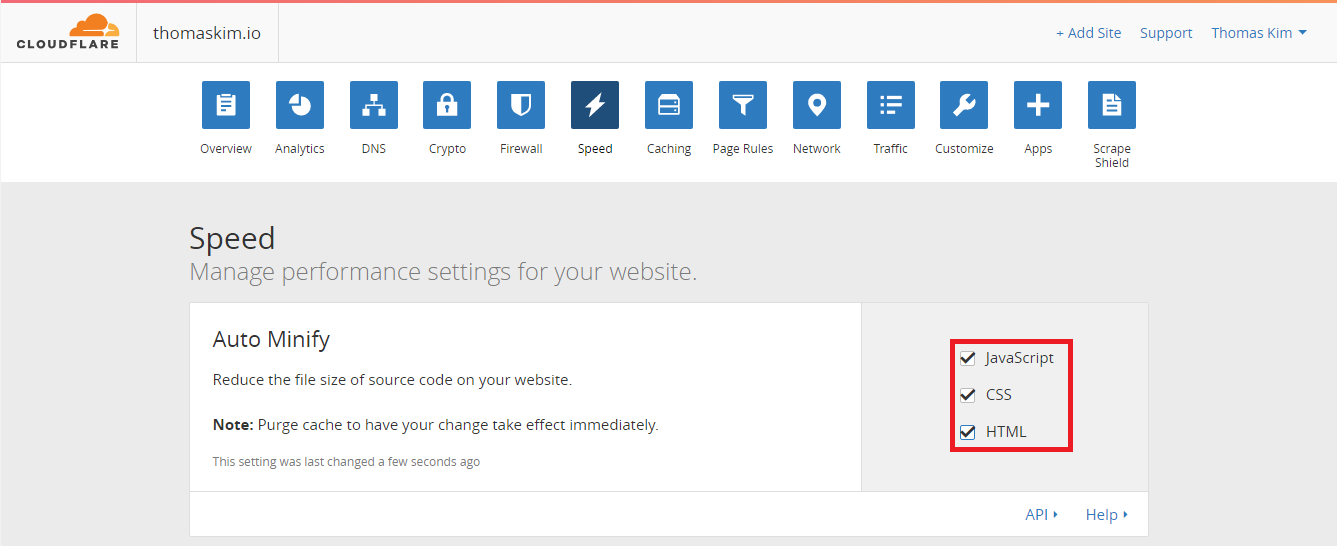 CLOUDFLARE thomaskim.io + Add Site Support Thomas Kim
Overview Analytics DNS Crypto Firewall Speed Caching Page Rules Network Traffic Customize Apps Scrape
Shield
Speed
Manage performance settings for your website.
Auto Minify
Reduce the file size of source code on your website.
Note: Purge cache to have your change take effect immediately.
This setting was last changed a few seconds ago
JavaScript
CSS
HTML
API Help